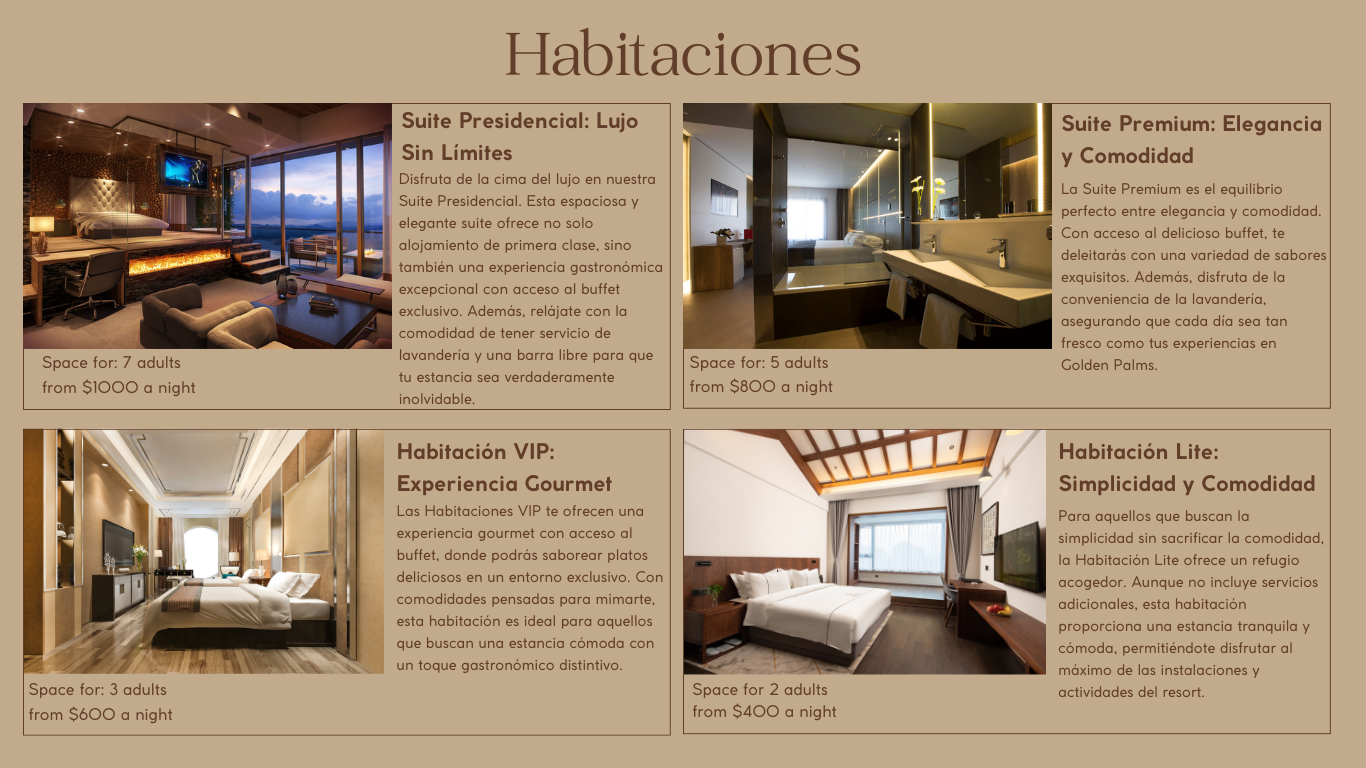 Habitaciones
Suite Presidencial: Lujo
Sin Límites
Disfruta de la cima del lujo en nuestra
Suite Presidencial. Esta espaciosa y
elegante suite ofrece no solo
alojamiento de primera clase, sino
también una experiencia gastronómica
excepcional con acceso al buffet
exclusivo. Además, relájate con la
comodidad de tener servicio de
lavandería y una barra libre para que
tu estancia sea verdaderamente
inolvidable.
Space for: 7 adults
from $1000 a night
Suite Premium: Elegancia
y Comodidad
La Suite Premium es el equilibrio
perfecto entre elegancia y comodidad.
Con acceso al delicioso buffet, te
deleitarás con una variedad de sabores
exquisitos. Además, disfruta de la
conveniencia de la lavandería,
asegurando que cada día sea tan
fresco como tus experiencias en
Golden Palms.
Space for: 5 adults
from $800 a night
Habitación VIP:
Experiencia Gourmet
Las Habitaciones VIP te ofrecen una
experiencia gourmet con acceso al
buffet, donde podrás saborear platos
deliciosos en un entorno exclusivo. Con
comodidades pensadas para mimarte,
esta habitación es ideal para aquellos
que buscan una estancia cómoda con
un toque gastronómico distintivo.
Space for: 3 adults
from $600 a night
Habitación Lite:
Simplicidad y Comodidad
Para aquellos que buscan la
simplicidad sin sacrificar la comodidad,
la Habitación Lite ofrece un refugio
acogedor. Aunque no incluye servicios
adicionales, esta habitación
proporciona una estancia tranquila y
cómoda, permitiéndote disfrutar al
máximo de las instalaciones y
actividades del resort.
Space for 2 adults
from $400 a night